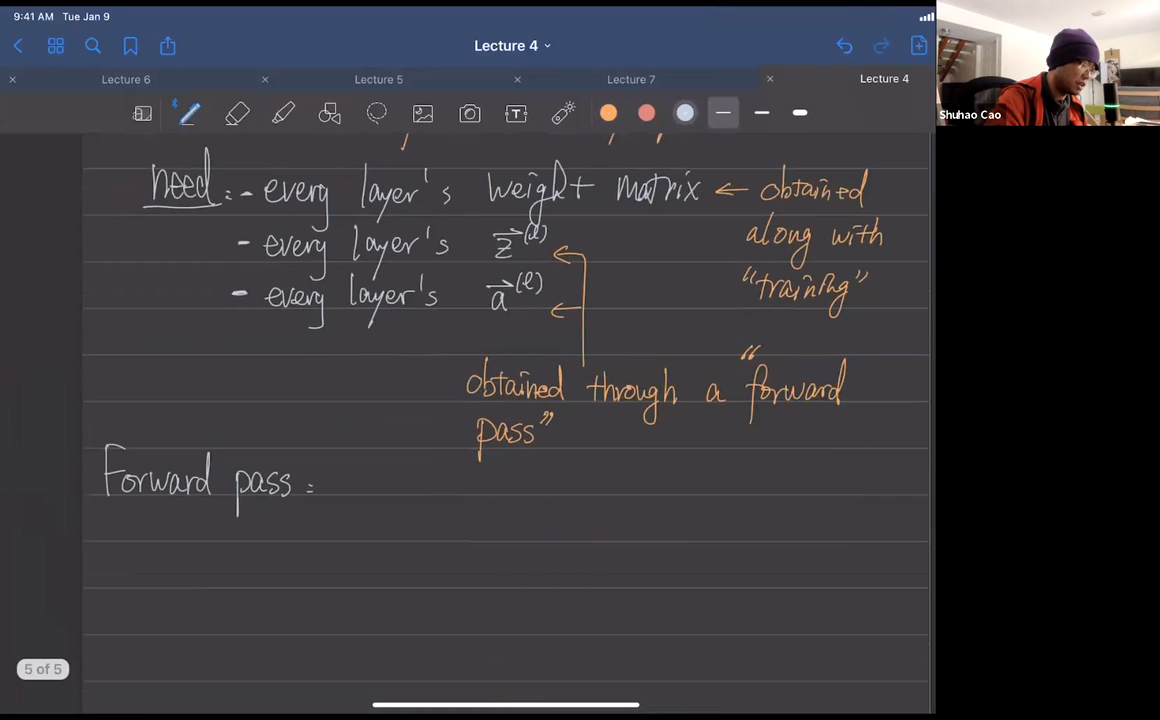 9:41 AM Tue Jan 9
Lecture 4
Lecture 6
Lecture 5
Lecture 7
Lecture 4
Shuhao Cao
Need: - every layer's weight matrix ← obtained
along with
"training"
- every layer's z⃗^(l)
- every layer's a⃗^(l)
obtained through a "forward
pass"
Forward pass :
5 of 5